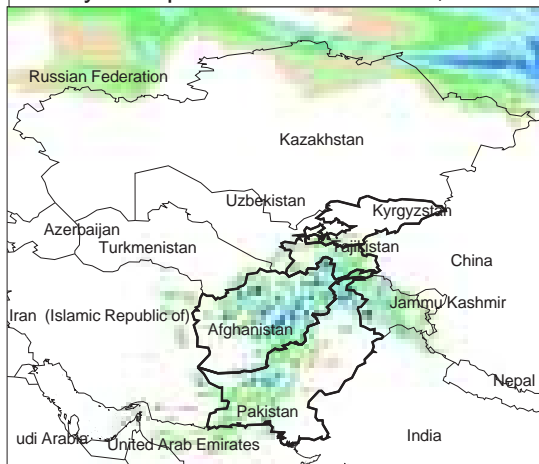 Russian Federation
Kazakhstan
Uzbekistan
Kyrgyzstan
Azerbaijan
Turkmenistan
Tajikistan
China
Jammu/Kashmir
Iran (Islamic Republic of)
Afghanistan
Nepal
Pakistan
udi Arabia
United Arab Emirates
India